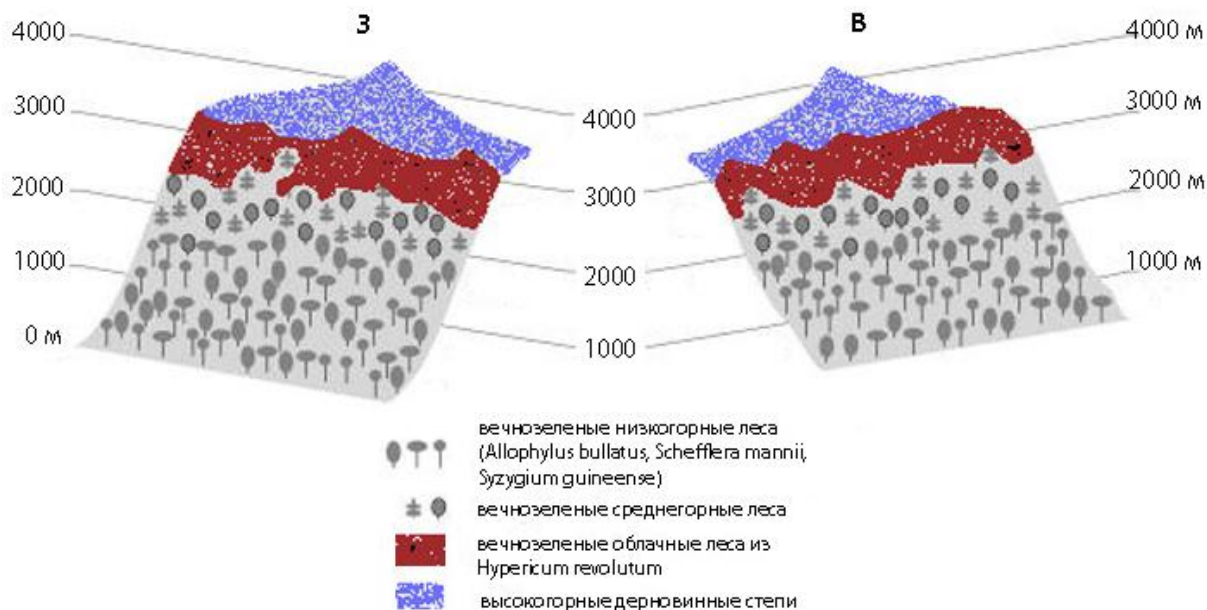 З
В
4000
3000
2000
1000
0 м
4000
3000
2000
1000
4000 м
3000 м
2000 м
1000 м
вечнозеленые низкогорные леса
(Allophylus bullatus, Schefflera mannii,
Syzygium guineense)
вечнозеленые среднегорные леса
вечнозеленые облачные леса из
Hypericum revolutum
высокогорные дерновинные степи